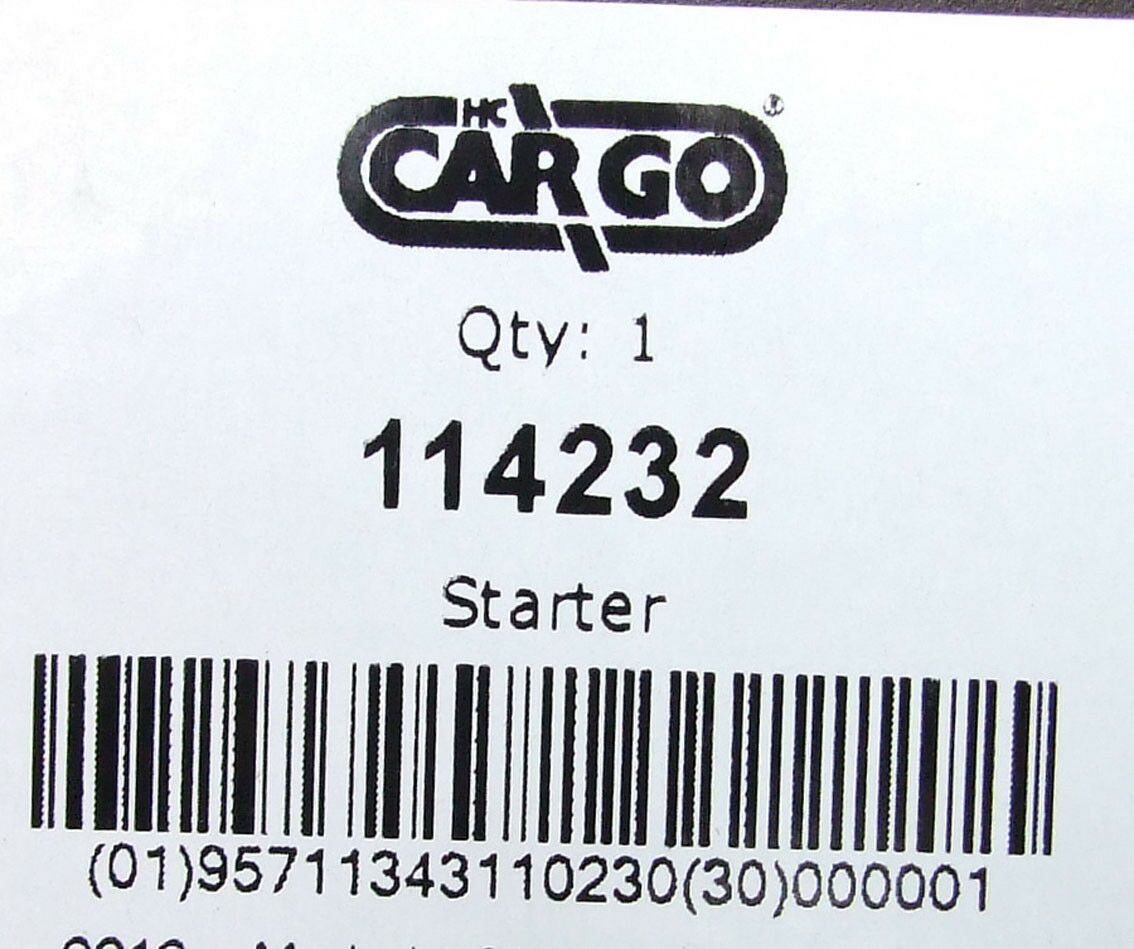 HC
CARGO ®
Qty: 1
114232
Starter
(01)95711343110230(30)000001